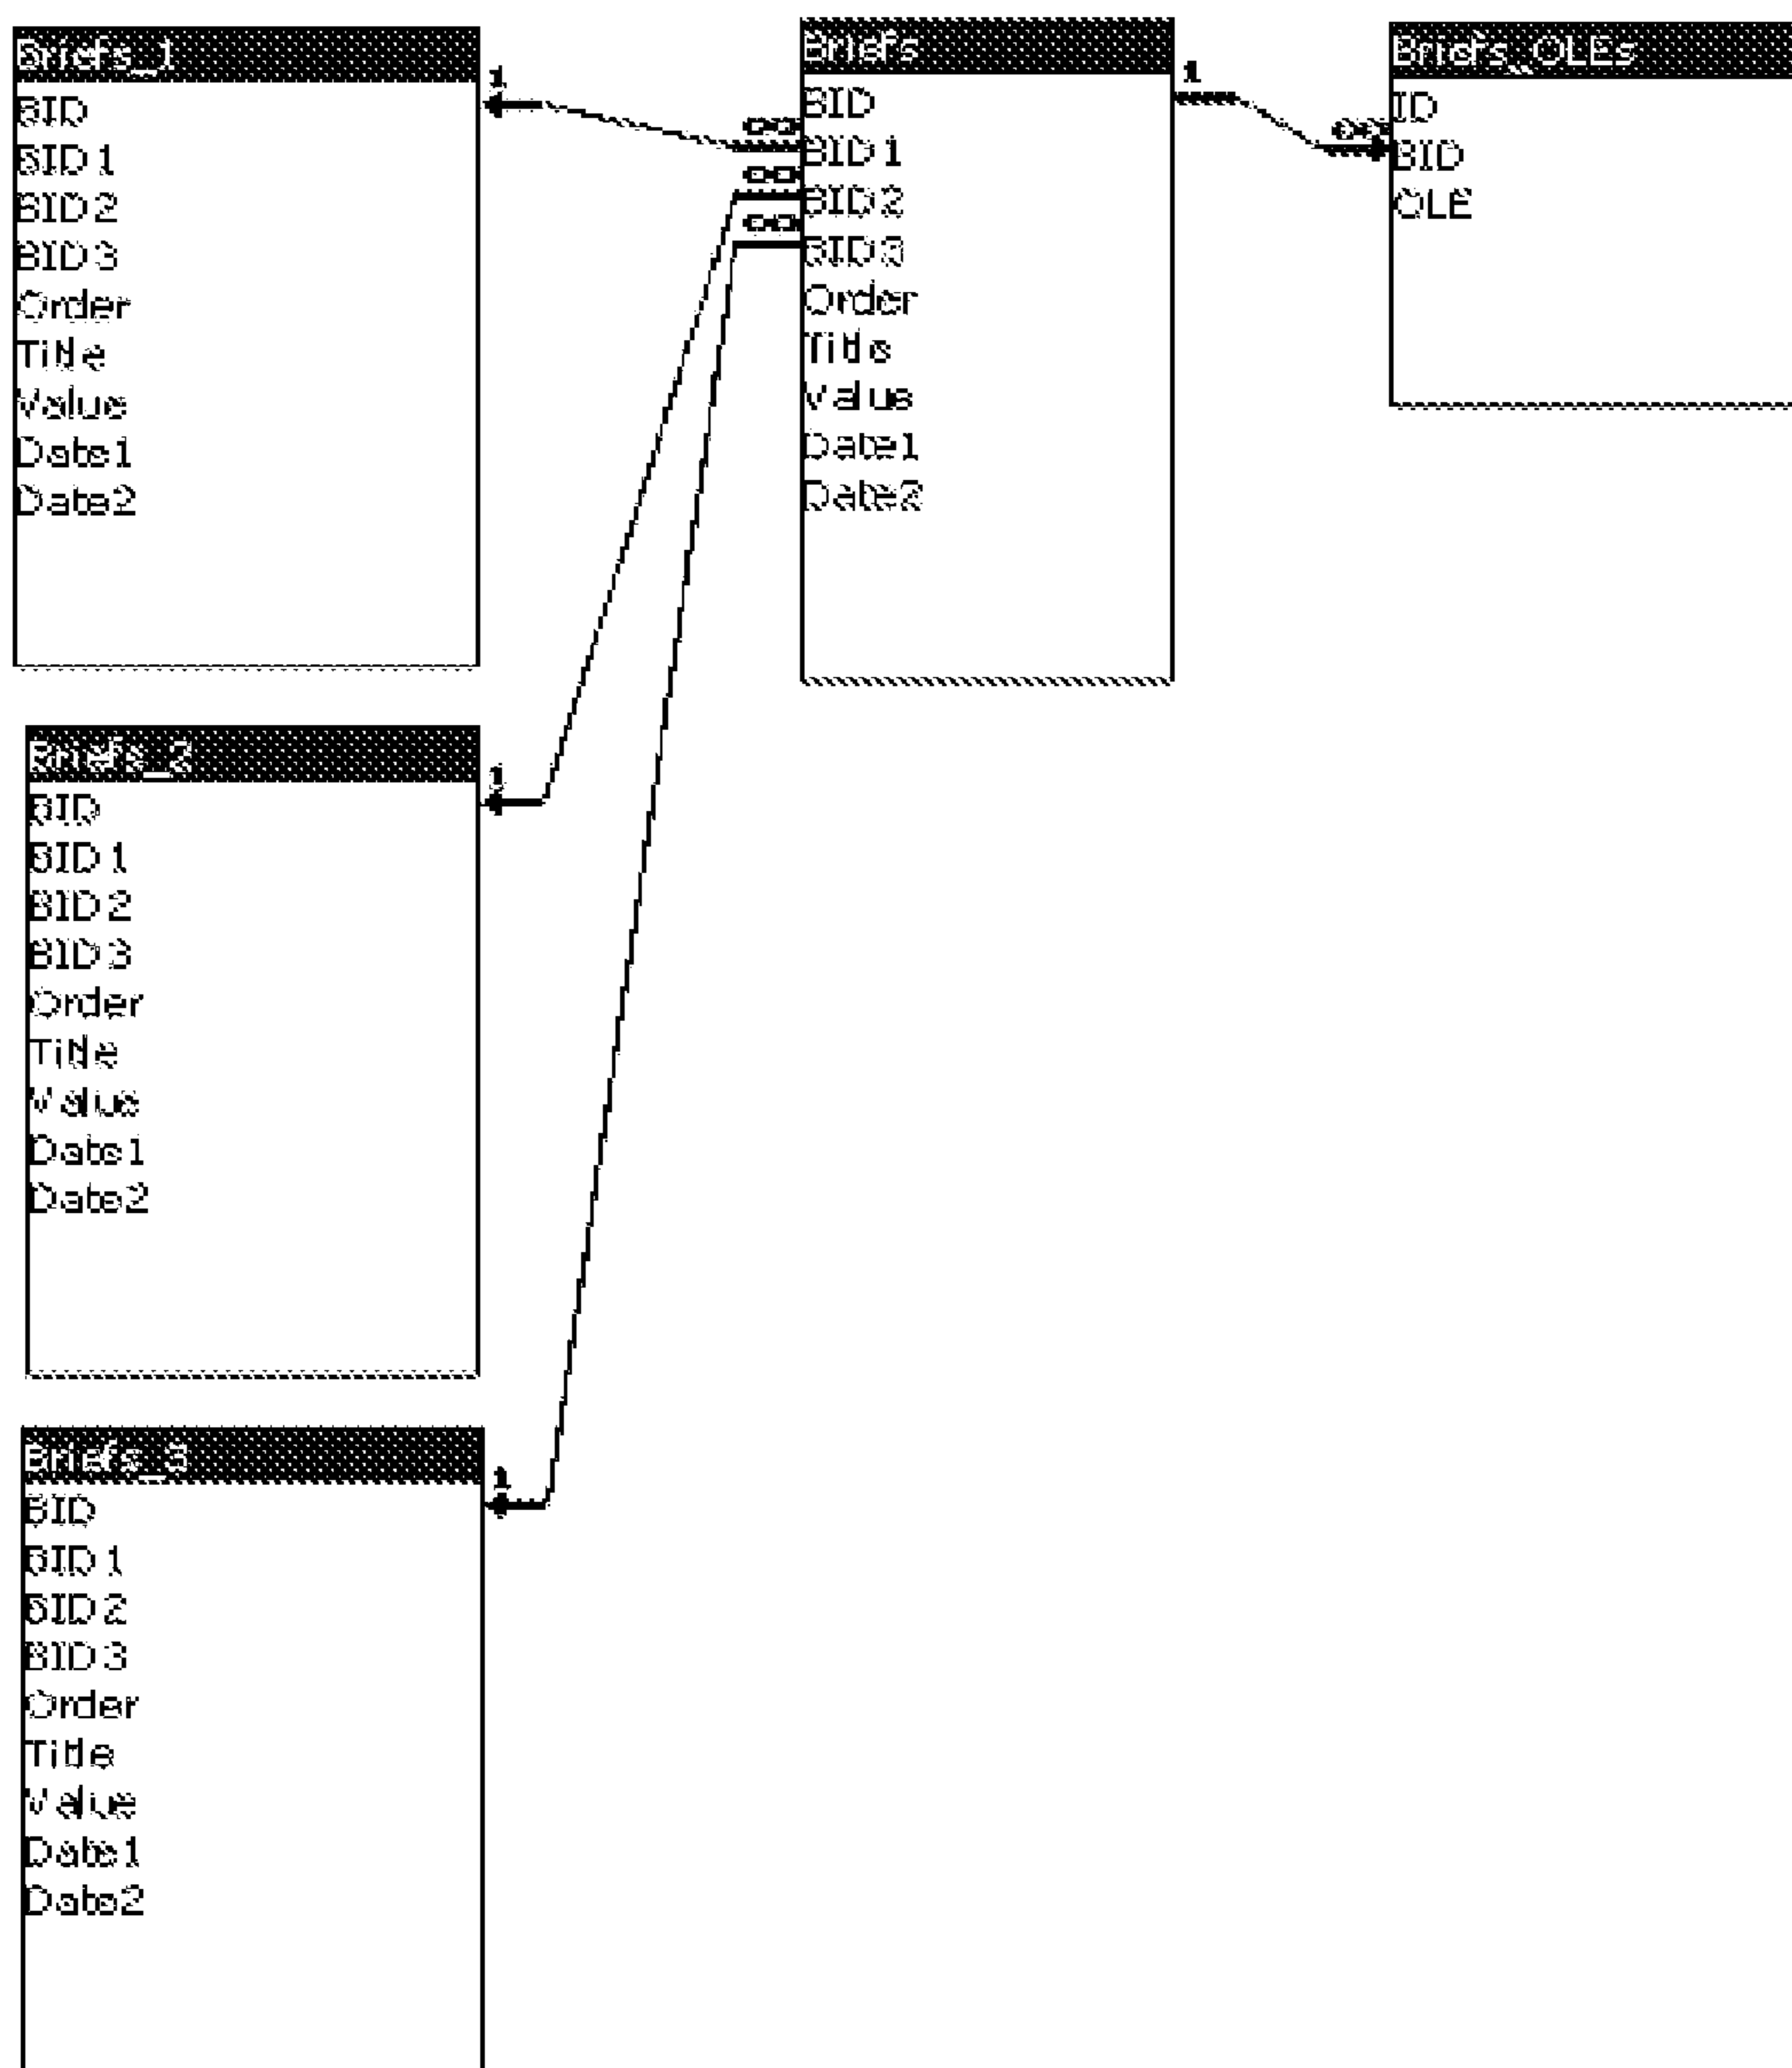 Briefs_1
BID
BID1
BID2
BID3
Order
Title
Value
Date1
Date2
1
∞
∞
∞
Briefs
BID
BID1
BID2
BID3
Order
Title
Value
Date1
Date2
1
∞
Briefs_OLEs
ID
BID
OLE
Briefs_2
1
BID
BID1
BID2
BID3
Order
Title
Value
Date1
Date2
Briefs_3
1
BID
BID1
BID2
BID3
Order
Title
Value
Date1
Date2